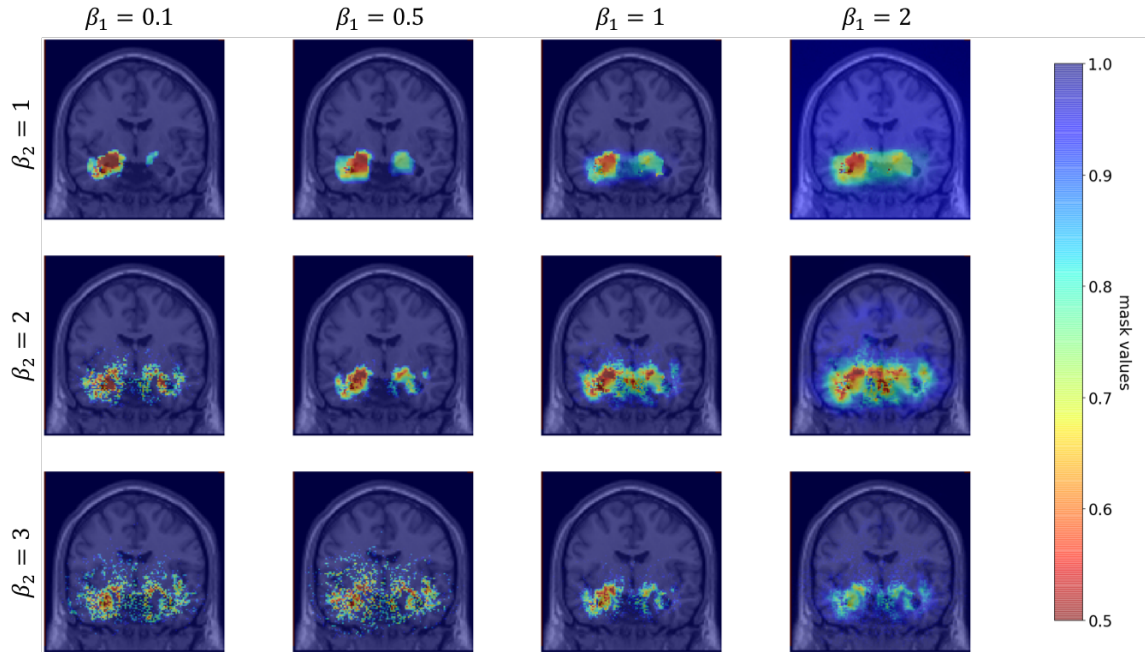 β₁ = 0.1
β₁ = 0.5
β₁ = 1
β₁ = 2
β₂ = 1
β₂ = 2
β₂ = 3
1.0
0.9
0.8
0.7
0.6
0.5
mask values